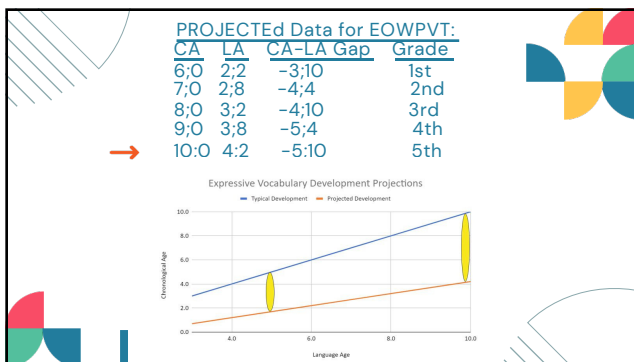 PROJECTEd Data for EOWPVT:
CA LA CA-LA Gap Grade
6;0 2;2 -3;10 1st
7;0 2;8 -4;4 2nd
8;0 3;2 -4;10 3rd
9;0 3;8 -5;4 4th
10:0 4:2 -5:10 5th
Expressive Vocabulary Development Projections
Typical Development Projected Development
10.0
8.0
6.0
4.0
2.0
0.0
Chronological Age
4.0 6.0 8.0 10.0
Language Age